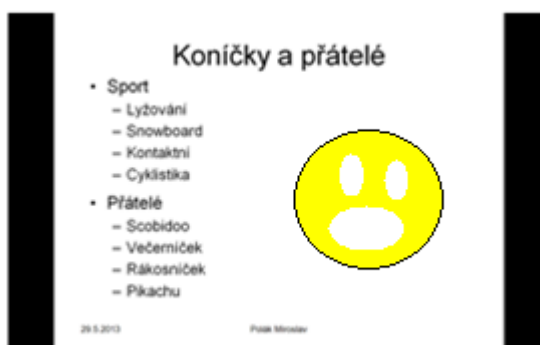 Koníčky a přátelé
• Sport
– Lyžování
– Snowboard
– Kontaktní
– Cyklistika
• Přátelé
– Scobidoo
– Večerníček
– Rákosníček
– Pikachu
29.5.2013
Polák Miroslav